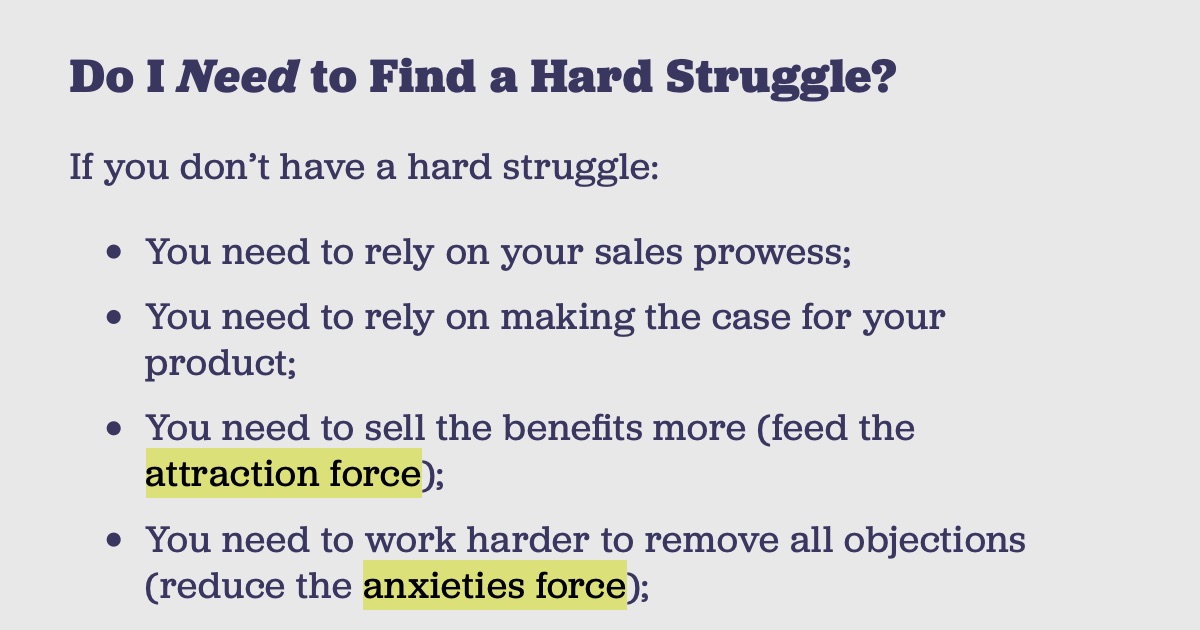 Do I Need to Find a Hard Struggle?
If you don’t have a hard struggle:
• You need to rely on your sales prowess;
• You need to rely on making the case for your
product;
• You need to sell the benefits more (feed the
attraction force);
• You need to work harder to remove all objections
(reduce the anxieties force);